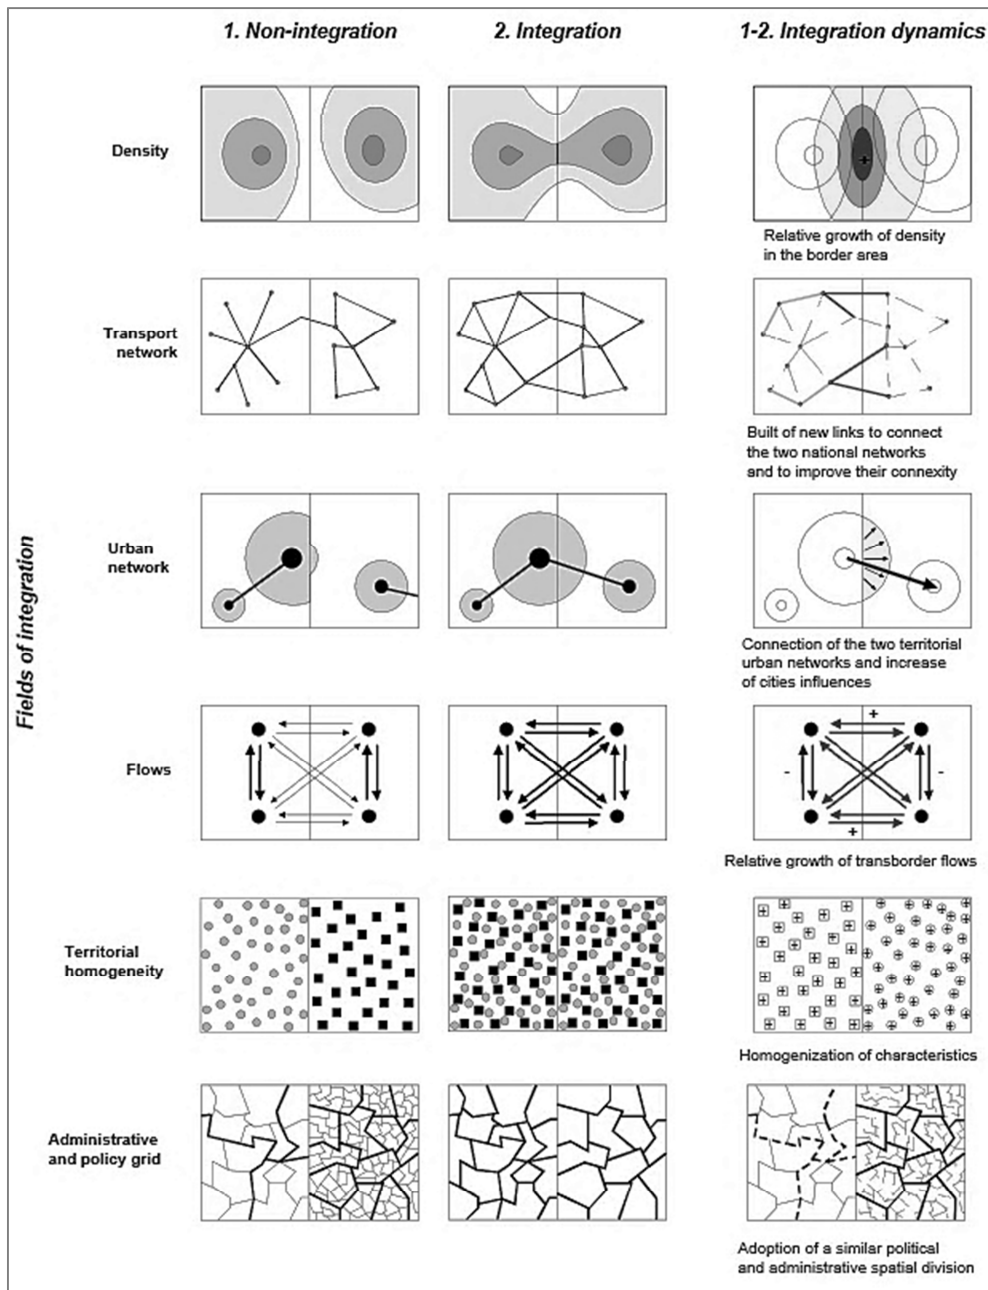 1. Non-integration
2. Integration
1-2. Integration dynamics
Fields of integration
Density
+
Relative growth of density
in the border area
Transport
network
Built of new links to connect
the two national networks
and to improve their connexity
Urban
network
Connection of the two territorial
urban networks and increase
of cities influences
Flows
+
-
-
+
Relative growth of transborder flows
Territorial
homogeneity
Homogenization of characteristics
Administrative
and policy grid
Adoption of a similar political
and administrative spatial division